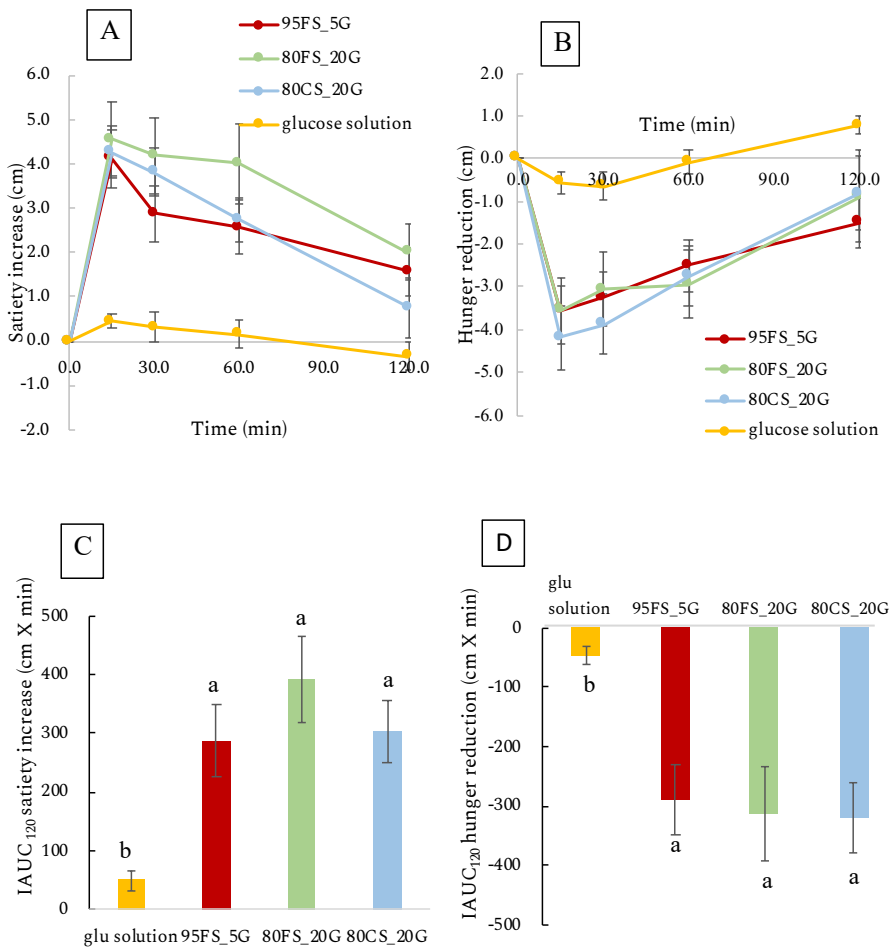 A
95FS_5G
80FS_20G
80CS_20G
glucose solution
6.0
5.0
4.0
3.0
2.0
1.0
0.0
-1.0
-2.0
Satiety increase (cm)
0.0 30.0 60.0 90.0 120.0
Time (min)
B
2.0
1.0
0.0
-1.0
-2.0
-3.0
-4.0
-5.0
-6.0
Hunger reduction (cm)
Time (min)
0.0 30.0 60.0 90.0 120.0
95FS_5G
80FS_20G
80CS_20G
glucose solution
C
500
400
300
200
100
0
IAUC120 satiety increase (cm X min)
b
a
a
a
glu solution 95FS_5G 80FS_20G 80CS_20G
D
glu
solution 95FS_5G 80FS_20G 80CS_20G
0
-100
-200
-300
-400
-500
IAUC120 hunger reduction (cm X min)
b
a
a
a